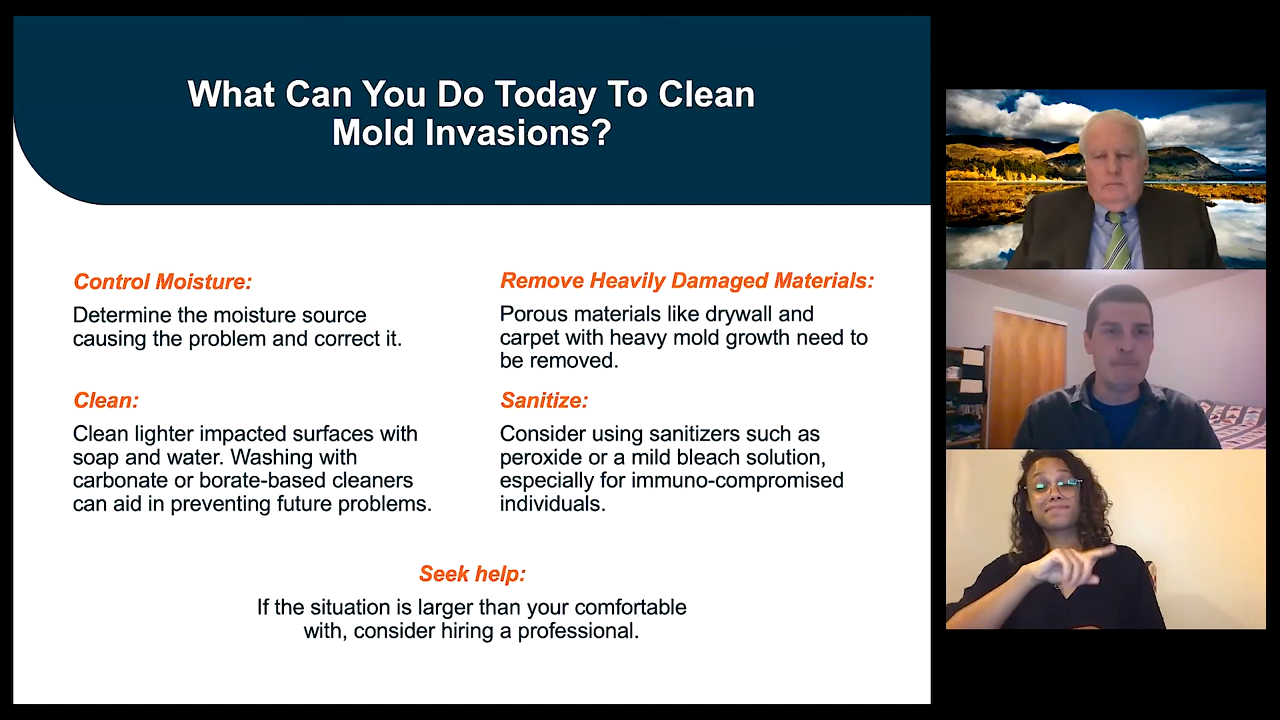 What Can You Do Today To Clean
Mold Invasions?
Control Moisture:
Determine the moisture source
causing the problem and correct it.
Clean:
Clean lighter impacted surfaces with
soap and water. Washing with
carbonate or borate-based cleaners
can aid in preventing future problems.
Remove Heavily Damaged Materials:
Porous materials like drywall and
carpet with heavy mold growth need to
be removed.
Sanitize:
Consider using sanitizers such as
peroxide or a mild bleach solution,
especially for immuno-compromised
individuals.
Seek help:
If the situation is larger than your comfortable
with, consider hiring a professional.